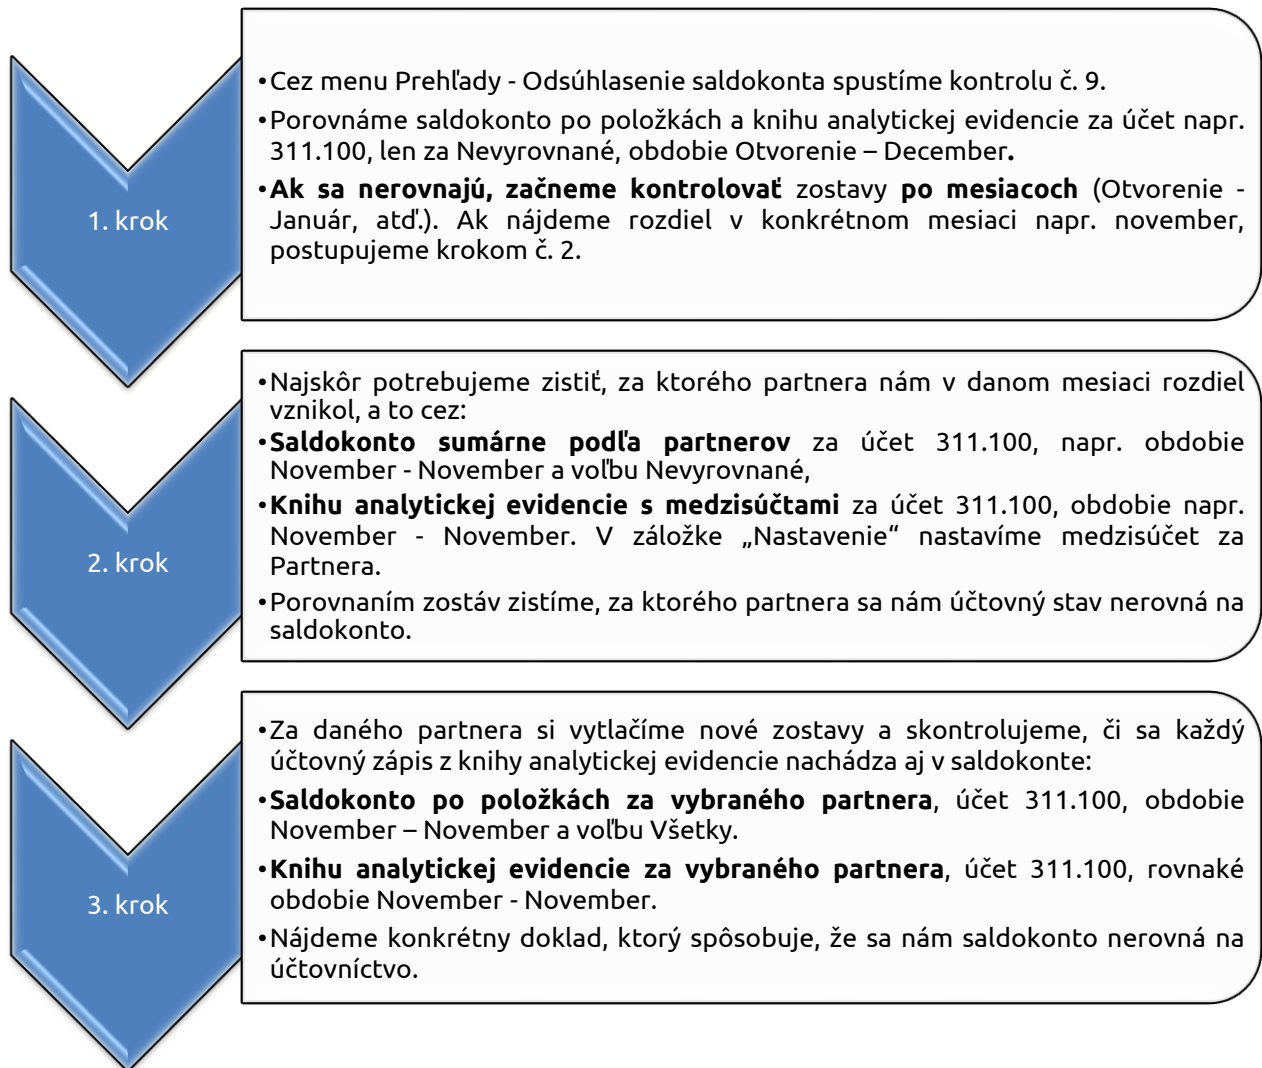 1. krok
•Cez menu Prehľady - Odsúhlasenie saldokonta spustíme kontrolu č. 9.
•Porovnáme saldokonto po položkách a knihu analytickej evidencie za účet napr.
311.100, len za Nevyrovnané, obdobie Otvorenie – December.
•Ak sa nerovnajú, začneme kontrolovať zostavy po mesiacoch (Otvorenie -
Január, atď.). Ak nájdeme rozdiel v konkrétnom mesiaci napr. november,
postupujeme krokom č. 2.
2. krok
•Najskôr potrebujeme zistiť, za ktorého partnera nám v danom mesiaci rozdiel
vznikol, a to cez:
•Saldokonto sumárne podľa partnerov za účet 311.100, napr. obdobie
November - November a voľbu Nevyrovnané,
•Knihu analytickej evidencie s medzisúčtami za účet 311.100, obdobie napr.
November - November. V záložke „Nastavenie“ nastavíme medzisúčet za
Partnera.
•Porovnaním zostáv zistíme, za ktorého partnera sa nám účtovný stav nerovná na
saldokonto.
3. krok
•Za daného partnera si vytlačíme nové zostavy a skontrolujeme, či sa každý
účtovný zápis z knihy analytickej evidencie nachádza aj v saldokonte:
•Saldokonto po položkách za vybraného partnera, účet 311.100, obdobie
November – November a voľbu Všetky.
•Knihu analytickej evidencie za vybraného partnera, účet 311.100, rovnaké
obdobie November - November.
•Nájdeme konkrétny doklad, ktorý spôsobuje, že sa nám saldokonto nerovná na
účtovníctvo.